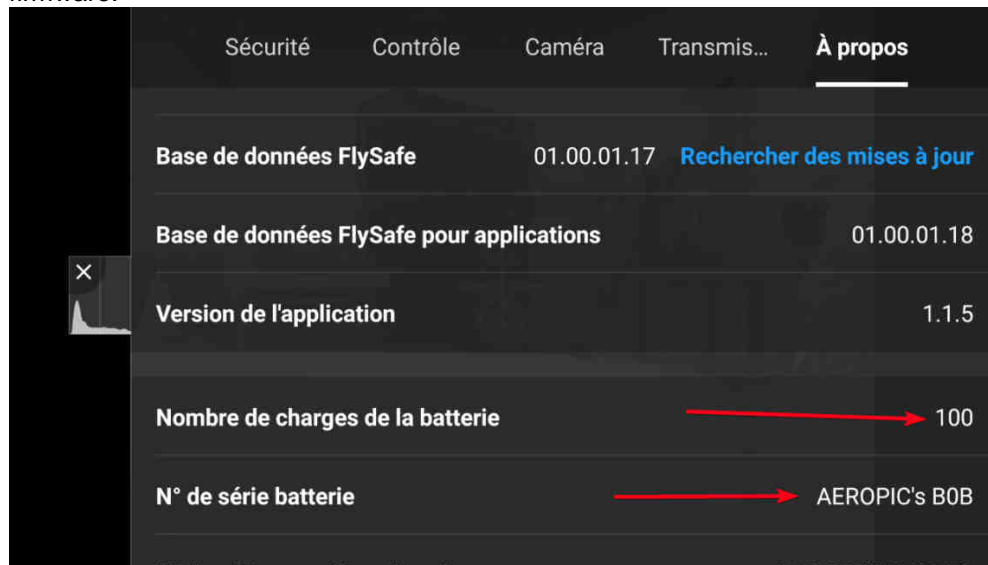 Sécurité Contrôle Caméra Transmis... À propos
Base de données FlySafe 01.00.01.17 Rechercher des mises à jour
Base de données FlySafe pour applications 01.00.01.18
Version de l'application 1.1.5
Nombre de charges de la batterie 100
N° de série batterie AEROPIC's B0B